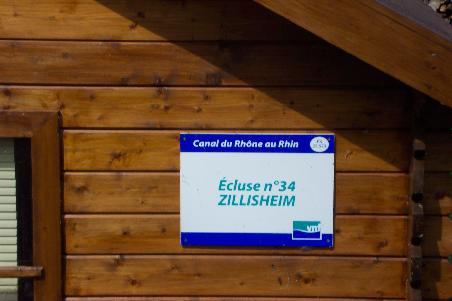 Canal du Rhône au Rhin
Écluse n°34
ZILLISHEIM
vnf